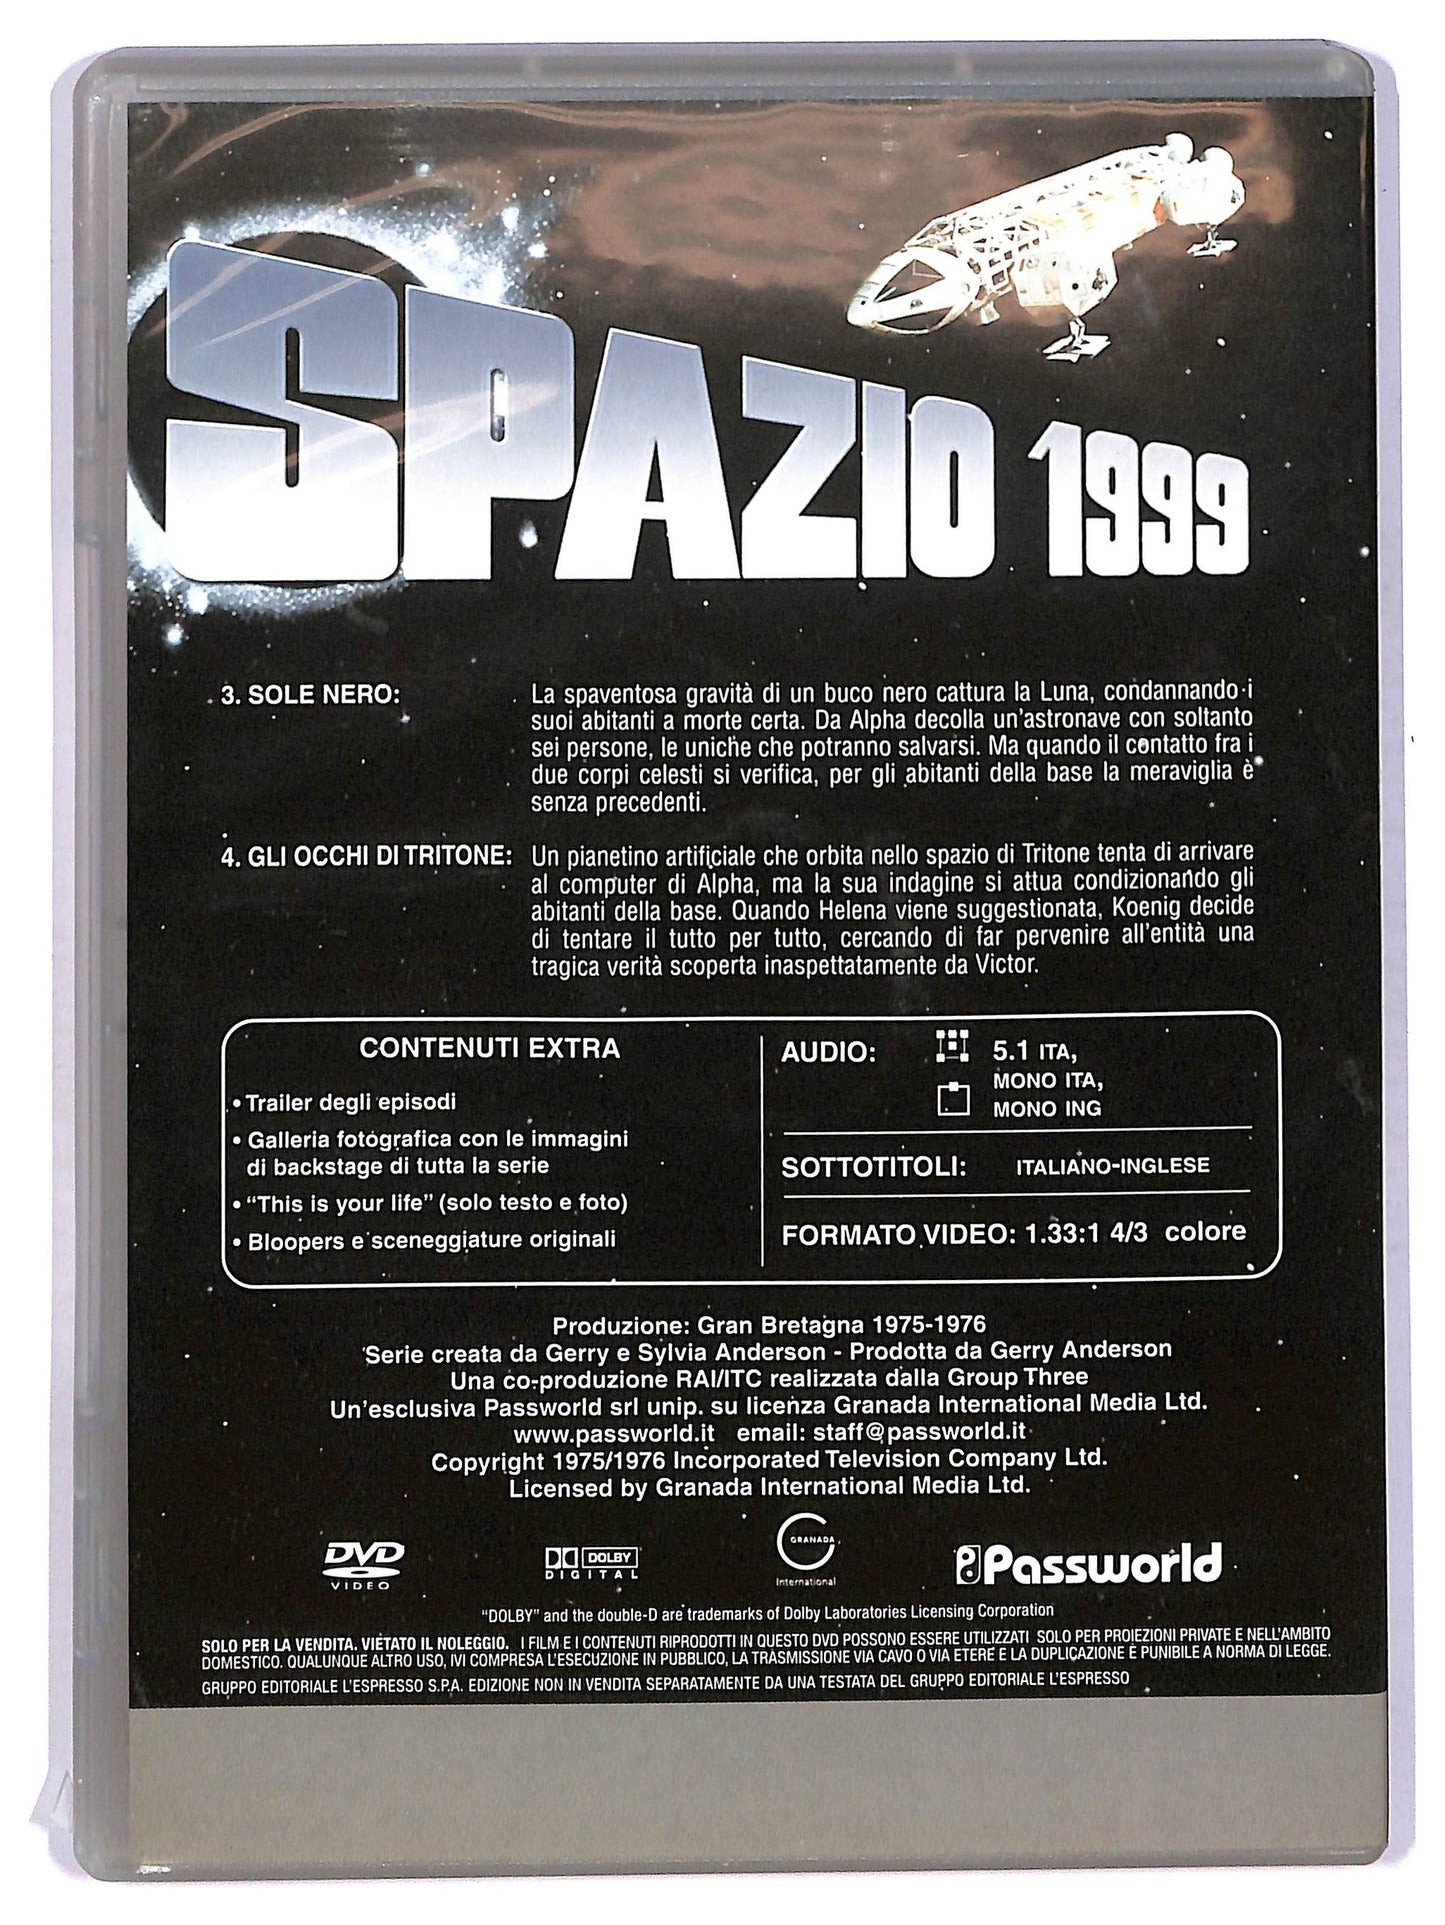 SPAZIO 1999
3. SOLE NERO:
La spaventosa gravità di un buco nero cattura la Luna, condannando i
suoi abitanti a morte certa. Da Alpha decolla un'astronave con soltanto
sei persone, le uniche che potranno salvarsi. Ma quando il contatto fra i
due corpi celesti si verifica, per gli abitanti della base la meraviglia è
senza precedenti.
4. GLI OCCHI DI TRITONE:
Un pianetino artificiale che orbita nello spazio di Tritone tenta di arrivare
al computer di Alpha, ma la sua indagine si attua condizionando gli
abitanti della base. Quando Helena viene suggestionata, Koenig decide
di tentare il tutto per tutto, cercando di far pervenire all'entità una
tragica verità scoperta inaspettatamente da Victor.
CONTENUTI EXTRA
• Trailer degli episodi
• Galleria fotografica con le immagini
di backstage di tutta la serie
• "This is your life" (solo testo e foto)
• Bloopers e sceneggiature originali
AUDIO: 5.1 ITA,
MONO ITA,
MONO ING
SOTTOTITOLI: ITALIANO-INGLESE
FORMATO VIDEO: 1.33:1 4/3 colore
Produzione: Gran Bretagna 1975-1976
Serie creata da Gerry e Sylvia Anderson - Prodotta da Gerry Anderson
Una co-produzione RAI/ITC realizzata dalla Group Three
Un'esclusiva Passworld srl unip. su licenza Granada International Media Ltd.
www.passworld.it email: staff@passworld.it
Copyright 1975/1976 Incorporated Television Company Ltd.
Licensed by Granada International Media Ltd.
DVD
VIDEO
DOLBY
DIGITAL
GRANADA
International
Passworld
"DOLBY" and the double-D are trademarks of Dolby Laboratories Licensing Corporation
SOLO PER LA VENDITA. VIETATO IL NOLEGGIO. I FILM E I CONTENUTI RIPRODOTTI IN QUESTO DVD POSSONO ESSERE UTILIZZATI SOLO PER PROIEZIONI PRIVATE E NELL'AMBITO
DOMESTICO. QUALUNQUE ALTRO USO, IVI COMPRESA L'ESECUZIONE IN PUBBLICO, LA TRASMISSIONE VIA CAVO O VIA ETERE E LA DUPLICAZIONE È PUNIBILE A NORMA DI LEGGE.
GRUPPO EDITORIALE L'ESPRESSO S.P.A. EDIZIONE NON IN VENDITA SEPARATAMENTE DA UNA TESTATA DEL GRUPPO EDITORIALE L'ESPRESSO